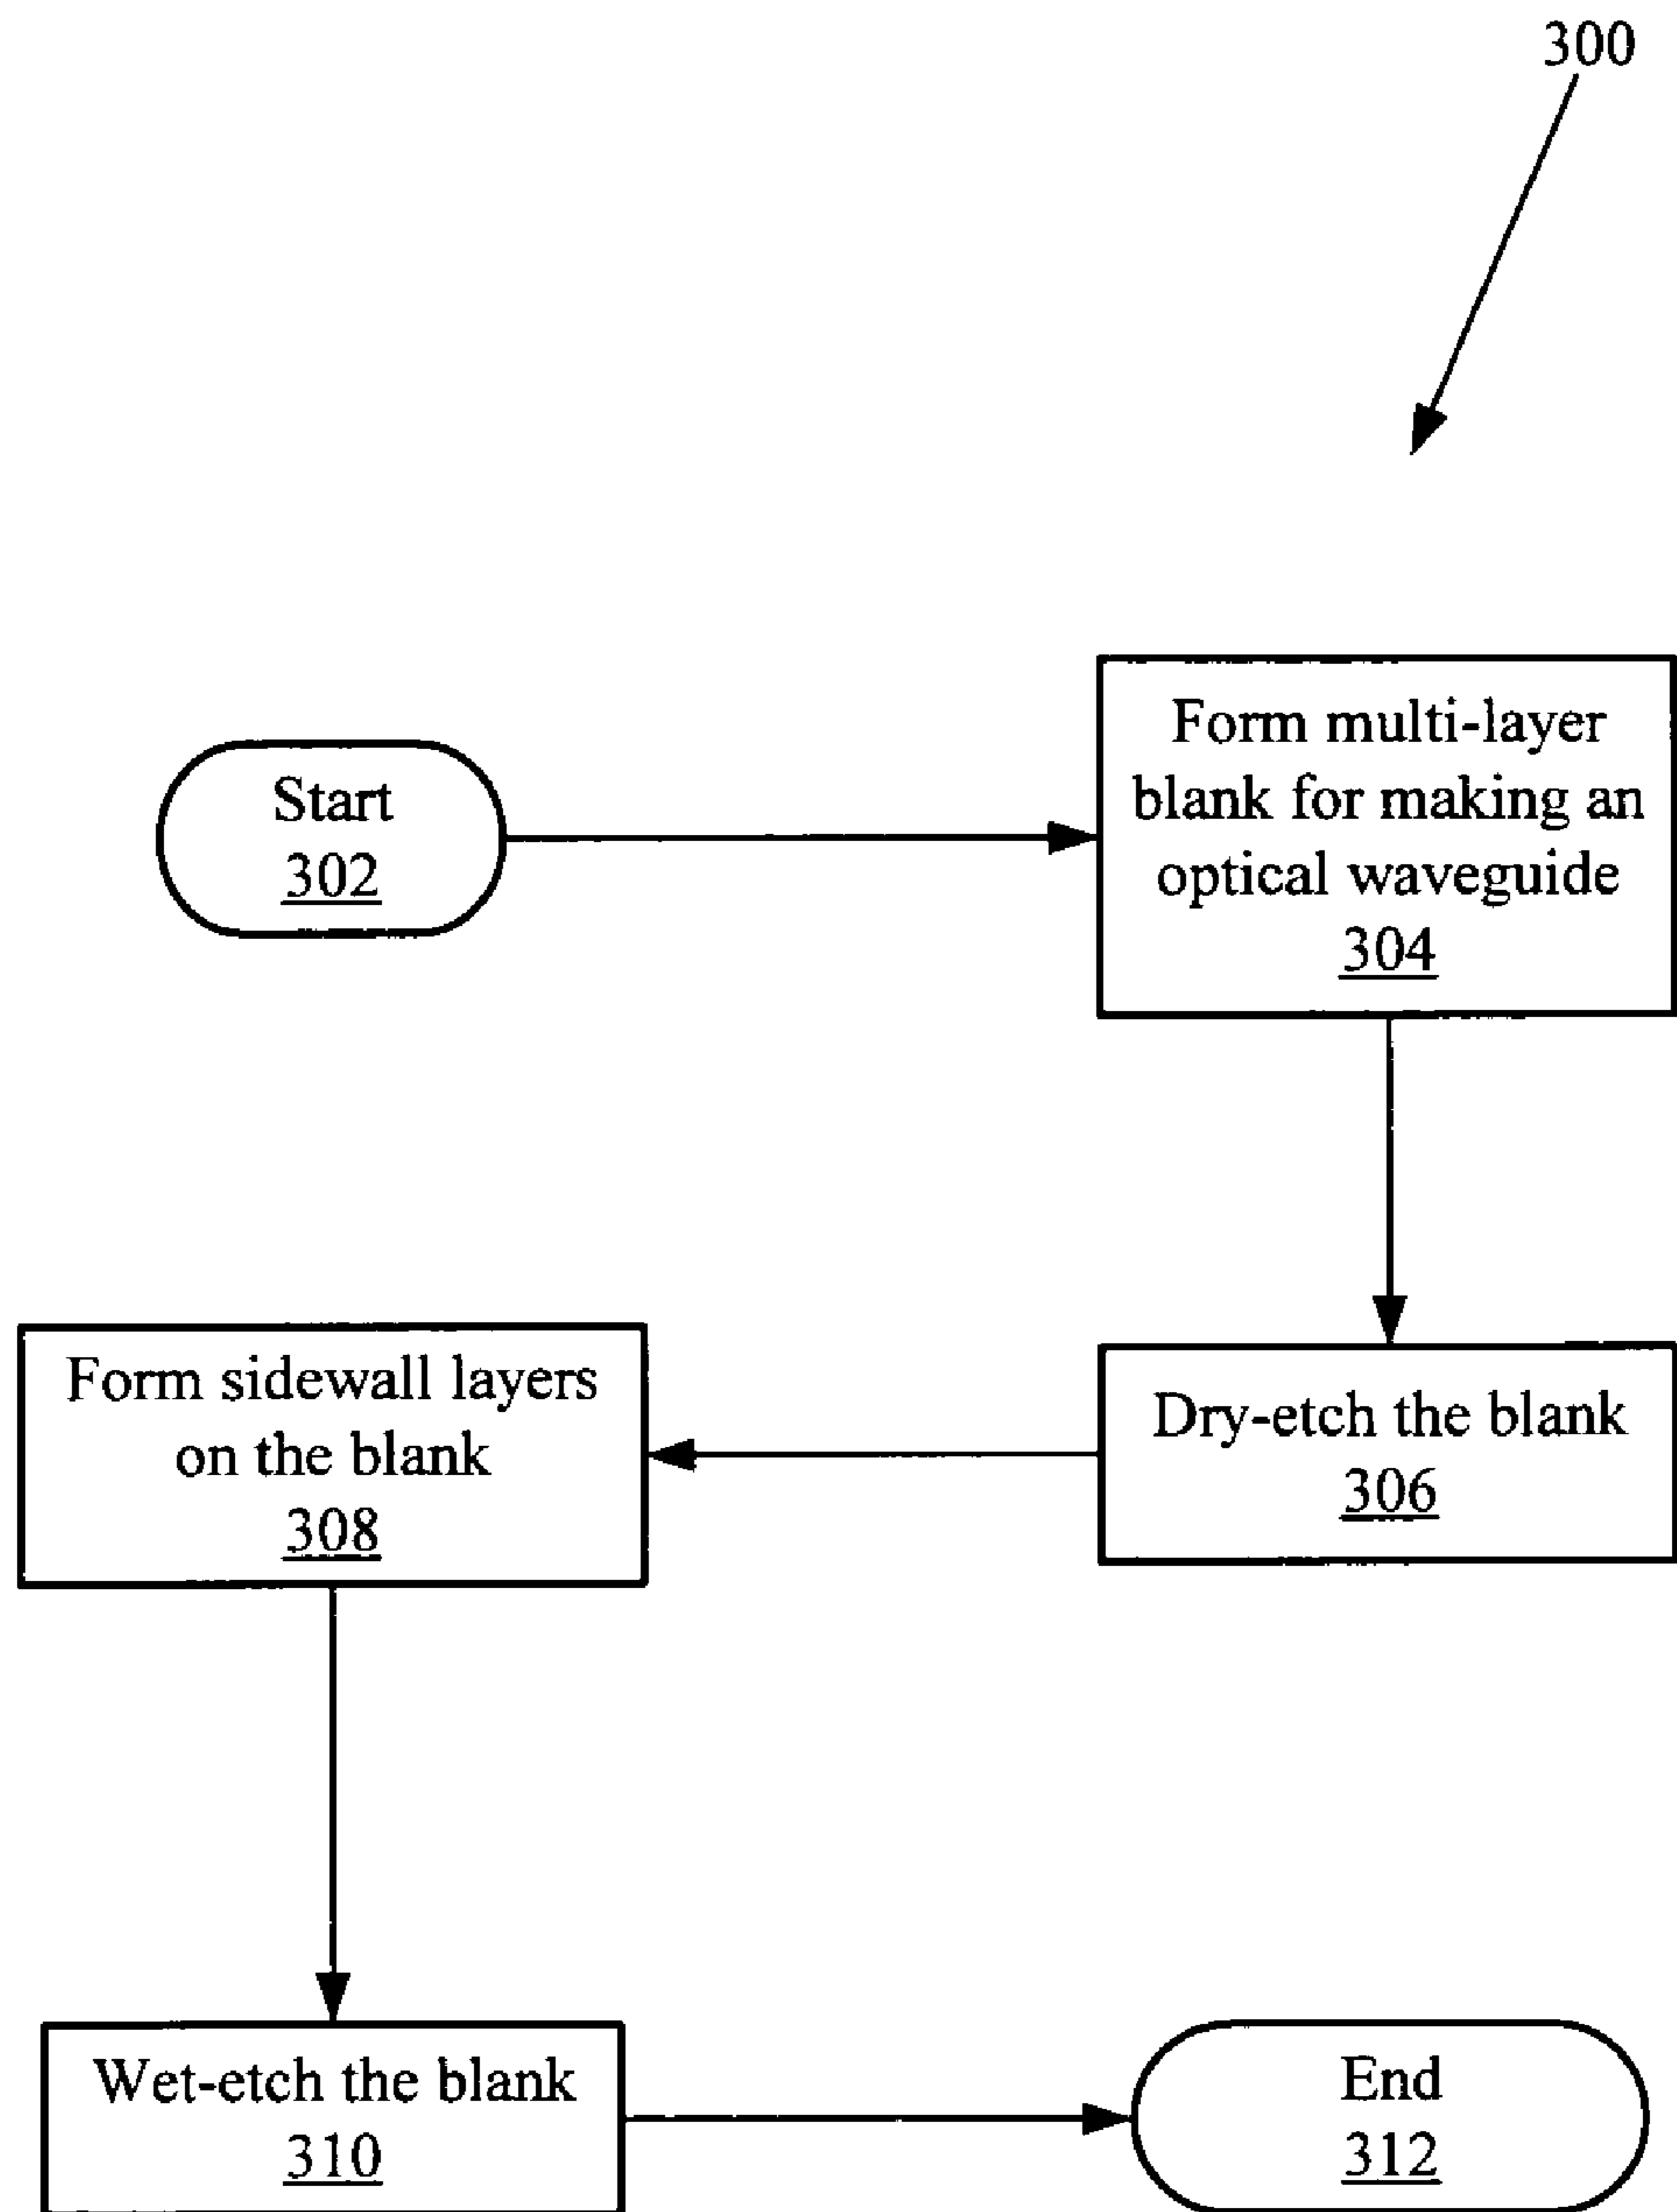 300
Start
302
Form multi-layer
blank for making an
optical waveguide
304
Dry-etch the blank
306
Form sidewall layers
on the blank
308
Wet-etch the blank
310
End
312